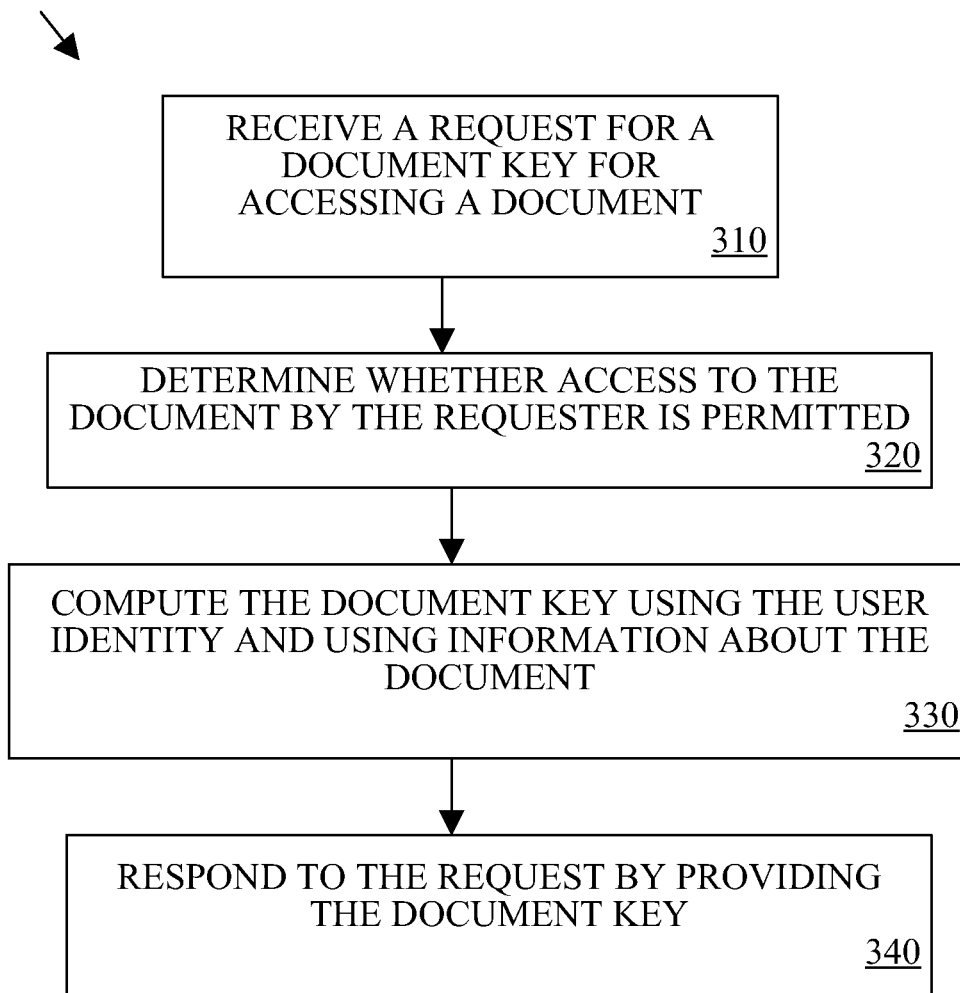 RECEIVE A REQUEST FOR A
DOCUMENT KEY FOR
ACCESSING A DOCUMENT
310
DETERMINE WHETHER ACCESS TO THE
DOCUMENT BY THE REQUESTER IS PERMITTED
320
COMPUTE THE DOCUMENT KEY USING THE USER
IDENTITY AND USING INFORMATION ABOUT THE
DOCUMENT
330
RESPOND TO THE REQUEST BY PROVIDING
THE DOCUMENT KEY
340